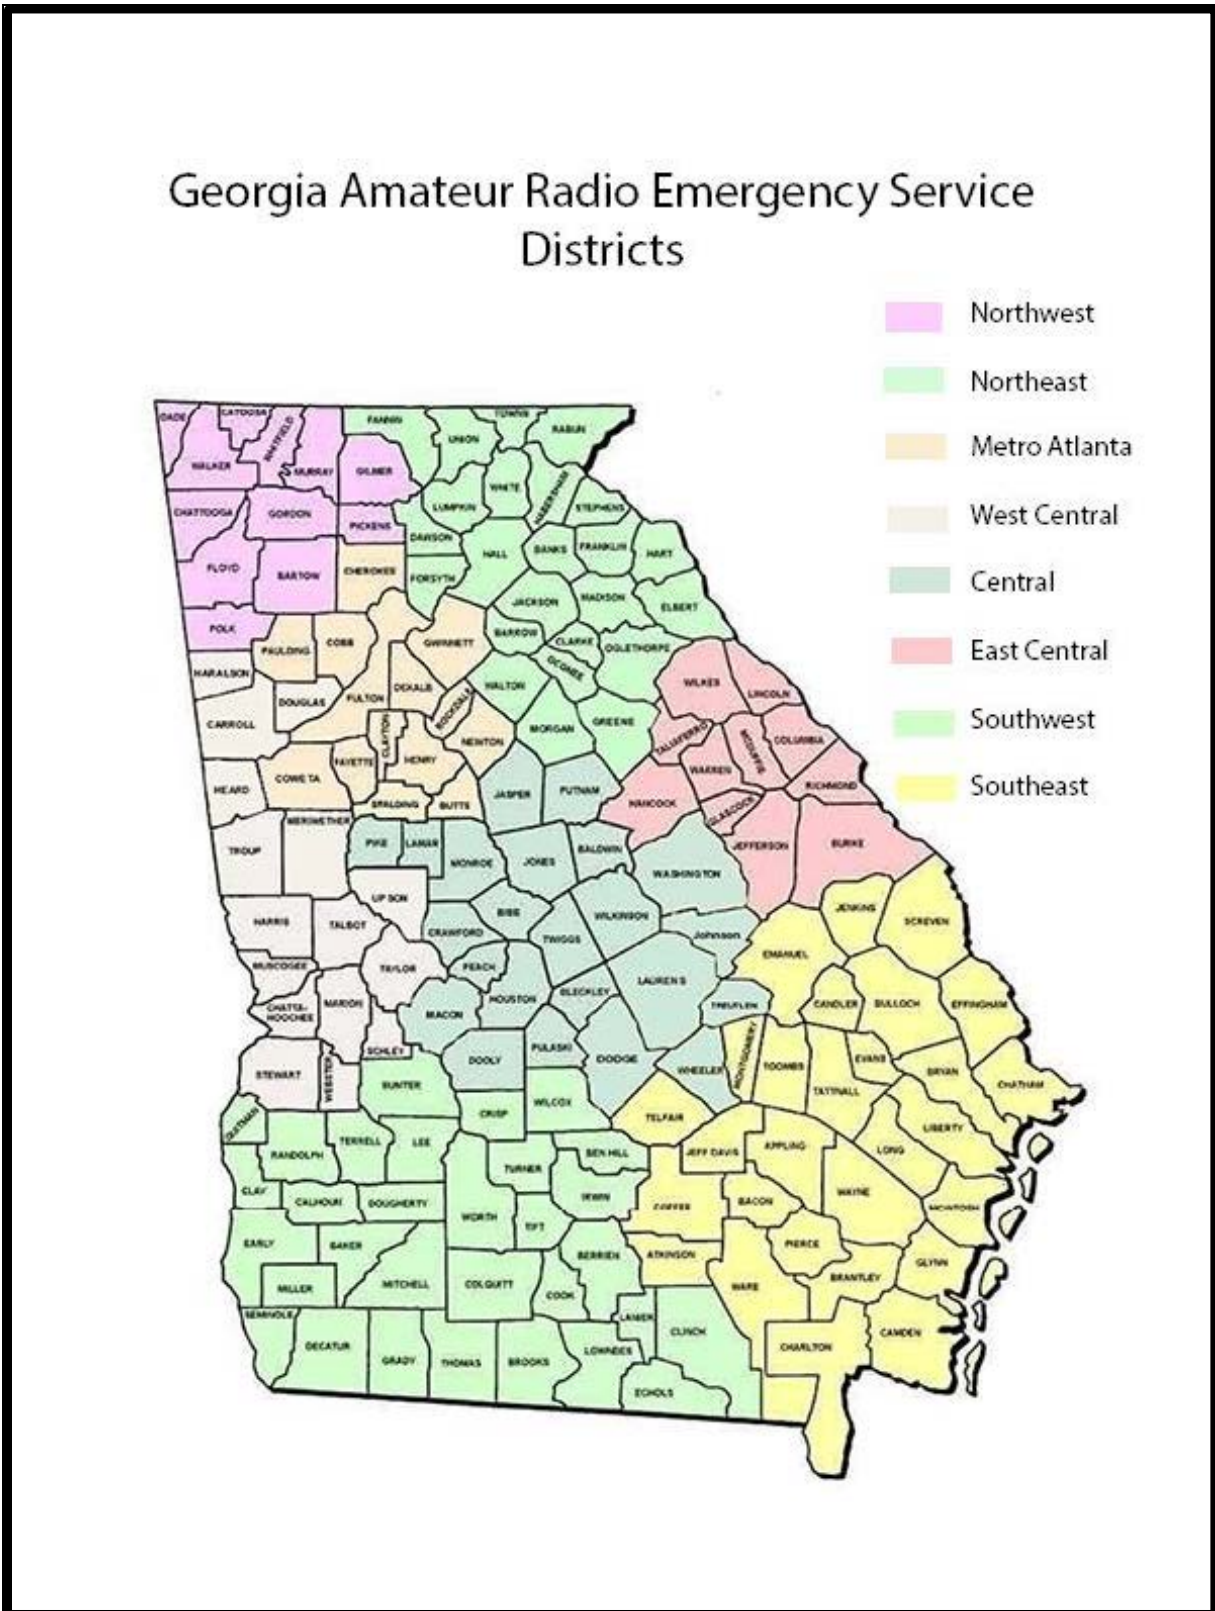 Georgia Amateur Radio Emergency Service
Districts
Northwest
Northeast
Metro Atlanta
West Central
Central
East Central
Southwest
Southeast
DADE
CATOOSA
WHITFIELD
WALKER
MURRAY
FANNIN
GILMER
UNION
TOWNS
RABUN
CHATTOOGA
GORDON
PICKENS
LUMPKIN
WHITE
HABERSHAM
STEPHENS
DAWSON
HALL
BANKS
FRANKLIN
HART
FLOYD
BARTOW
CHEROKEE
FORSYTH
JACKSON
MADISON
ELBERT
POLK
PAULDING
COBB
GWINNETT
BARROW
CLARKE
OCONEE
OGLETHORPE
HARALSON
DOUGLAS
FULTON
DEKALB
ROCKDALE
WALTON
WILKES
LINCOLN
CARROLL
CLAYTON
NEWTON
MORGAN
GREENE
TALIAFERRO
MCDUFFIE
COLUMBIA
HEARD
COWETA
FAYETTE
HENRY
WARREN
RICHMOND
SPALDING
BUTTS
JASPER
PUTNAM
HANCOCK
GLASCOCK
TROUP
MERIWETHER
PIKE
LAMAR
MONROE
JONES
BALDWIN
WASHINGTON
JEFFERSON
BURKE
HARRIS
TALBOT
UPSON
CRAWFORD
BIBB
TWIGGS
WILKINSON
Johnson
EMANUEL
JENKINS
SCREVEN
MUSCOGEE
CHATTA-
HOOCHEE
MARION
TAYLOR
PEACH
HOUSTON
BLECKLEY
LAURENS
TREUTLEN
CANDLER
BULLOCH
EFFINGHAM
MACON
SCHLEY
DOOLY
PULASKI
DODGE
WHEELER
MONTGOMERY
TOOMBS
TATTNALL
EVANS
BRYAN
CHATHAM
STEWART
WEBSTER
SUNTER
CRISP
WILCOX
TELFAIR
LIBERTY
LONG
QUITMAN
RANDOLPH
TERRELL
LEE
TURNER
BEN HILL
JEFF DAVIS
APPLING
CLAY
CALHOUN
DOUGHERTY
WORTH
TIFT
IRWIN
COFFEE
BACON
WAYNE
MCINTOSH
EARLY
BAKER
MITCHELL
COLQUITT
BERRIEN
ATKINSON
PIERCE
WARE
BRANTLEY
GLYNN
MILLER
COOK
LANIER
CLINCH
SEMINOLE
DECATUR
GRADY
THOMAS
BROOKS
LOWNDES
ECHOLS
CHARLTON
CAMDEN